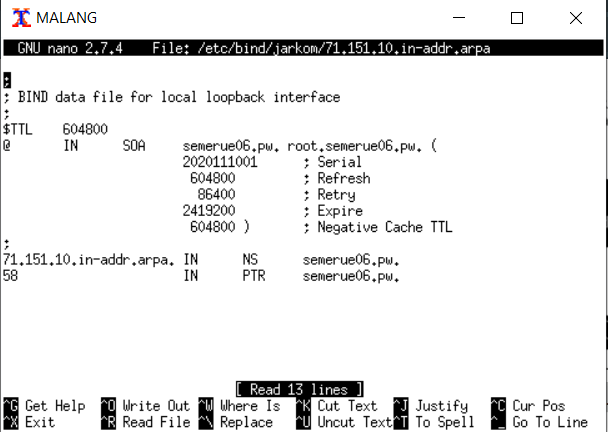 MALANG
GNU nano 2.7.4 File: /etc/bind/jarkom/71.151.10.in-addr.arpa
;
; BIND data file for local loopback interface
;
$TTL 604800
@ IN SOA semerue06.pw. root.semerue06.pw. (
2020111001 ; Serial
604800 ; Refresh
86400 ; Retry
2419200 ; Expire
604800 ) ; Negative Cache TTL
;
71.151.10.in-addr.arpa. IN NS semerue06.pw.
58 IN PTR semerue06.pw.
[ Read 13 lines ]
^G Get Help ^O Write Out ^W Where Is ^K Cut Text ^J Justify ^C Cur Pos
^X Exit ^R Read File ^\ Replace ^U Uncut Text ^T To Spell ^_ Go To Line